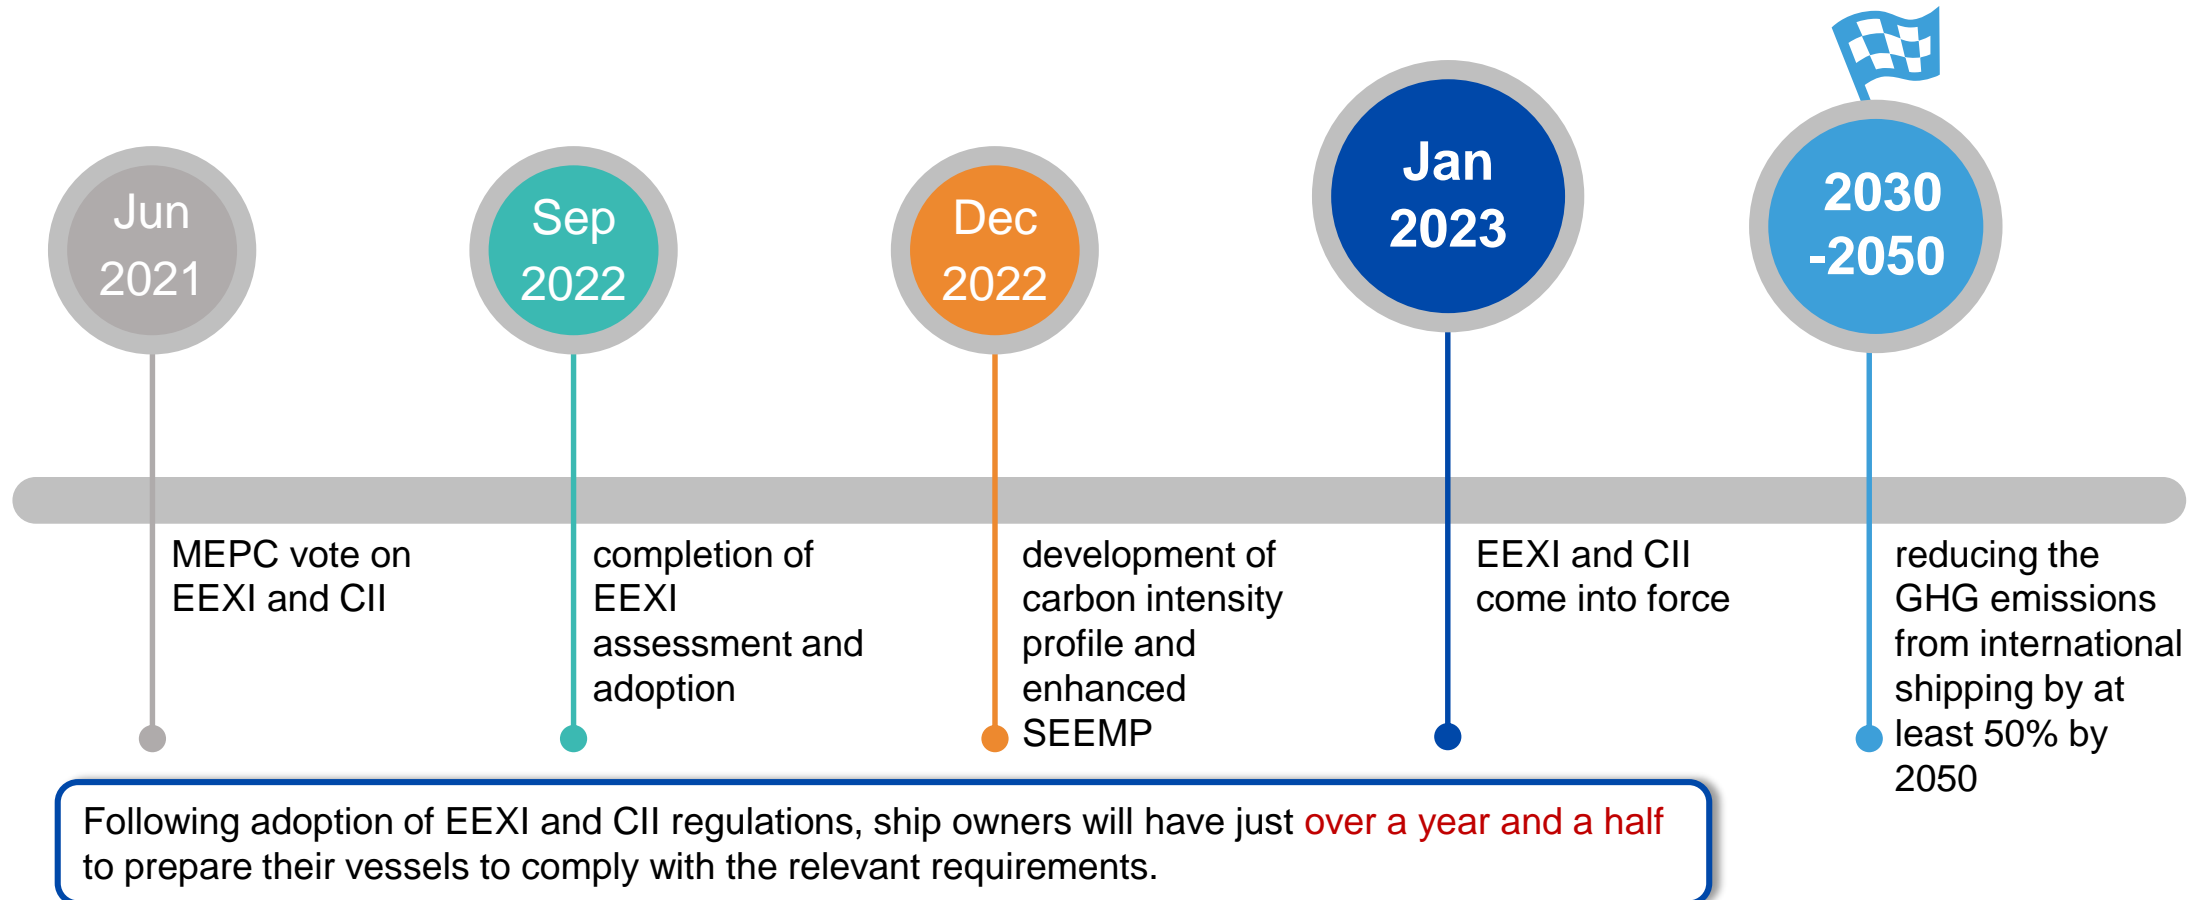 Jun
2021
Sep
2022
Dec
2022
Jan
2023
2030
-2050
MEPC vote on
EEXI and CII
completion of
EEXI
assessment and
adoption
development of
carbon intensity
profile and
enhanced
SEEMP
EEXI and CII
come into force
reducing the
GHG emissions
from international
shipping by at
least 50% by
2050
Following adoption of EEXI and CII regulations, ship owners will have just over a year and a half
to prepare their vessels to comply with the relevant requirements.